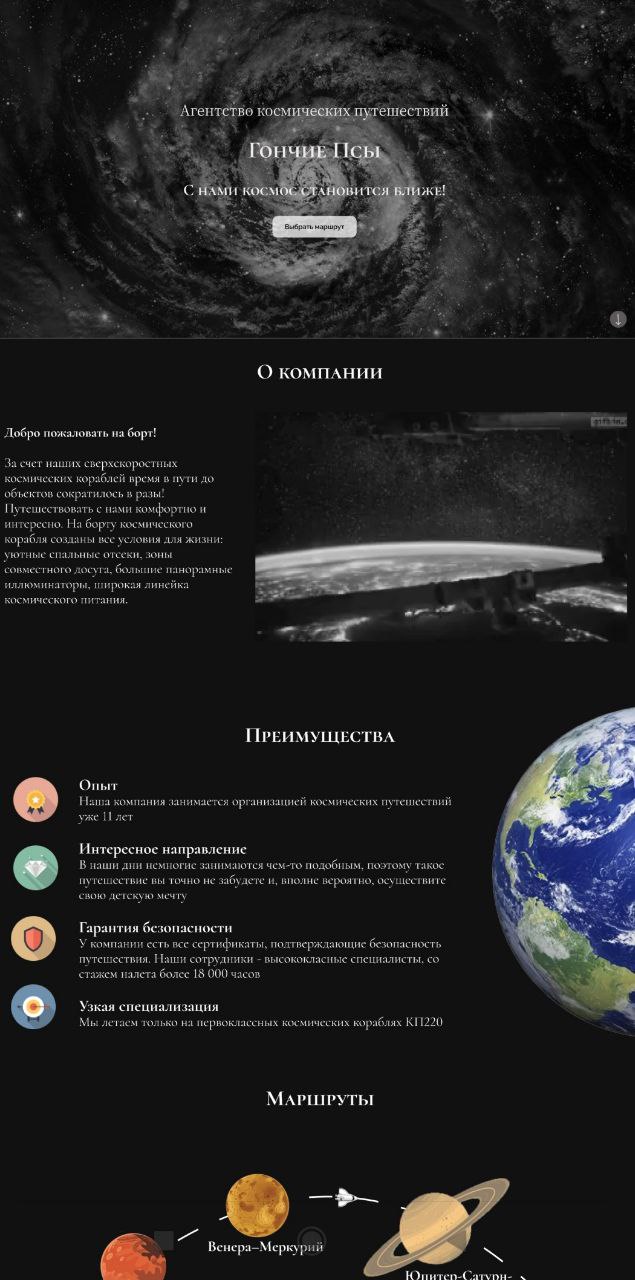 Агентство космических путешествий
Гончие Псы
С нами космос становится ближе!
Выбрать маршрут
О компании
Добро пожаловать на борт!
За счет наших сверхскоростных
космических кораблей время в пути до
объектов сократилось в разы!
Путешествовать с нами комфортно и
интересно. На борту космического
корабля созданы все условия для жизни:
уютные спальные отсеки, зоны
совместного досуга, большие панорамные
иллюминаторы, широкая линейка
космического питания.
Преимущества
Опыт
Наша компания занимается организацией космических путешествий
уже 11 лет
Интересное направление
В наши дни немногие занимаются чем-то подобным, поэтому такое
путешествие вы точно не забудете и, вполне вероятно, осуществите
свою детскую мечту
Гарантия безопасности
У компании есть все сертификаты, подтверждающие безопасность
путешествия. Наши сотрудники - высококласные специалисты, со
стажем налета более 18 000 часов
Узкая специализация
Мы летаем только на первоклассных космических кораблях КП220
Маршруты
Венера–Меркурий
Юпитер-Сатурн-